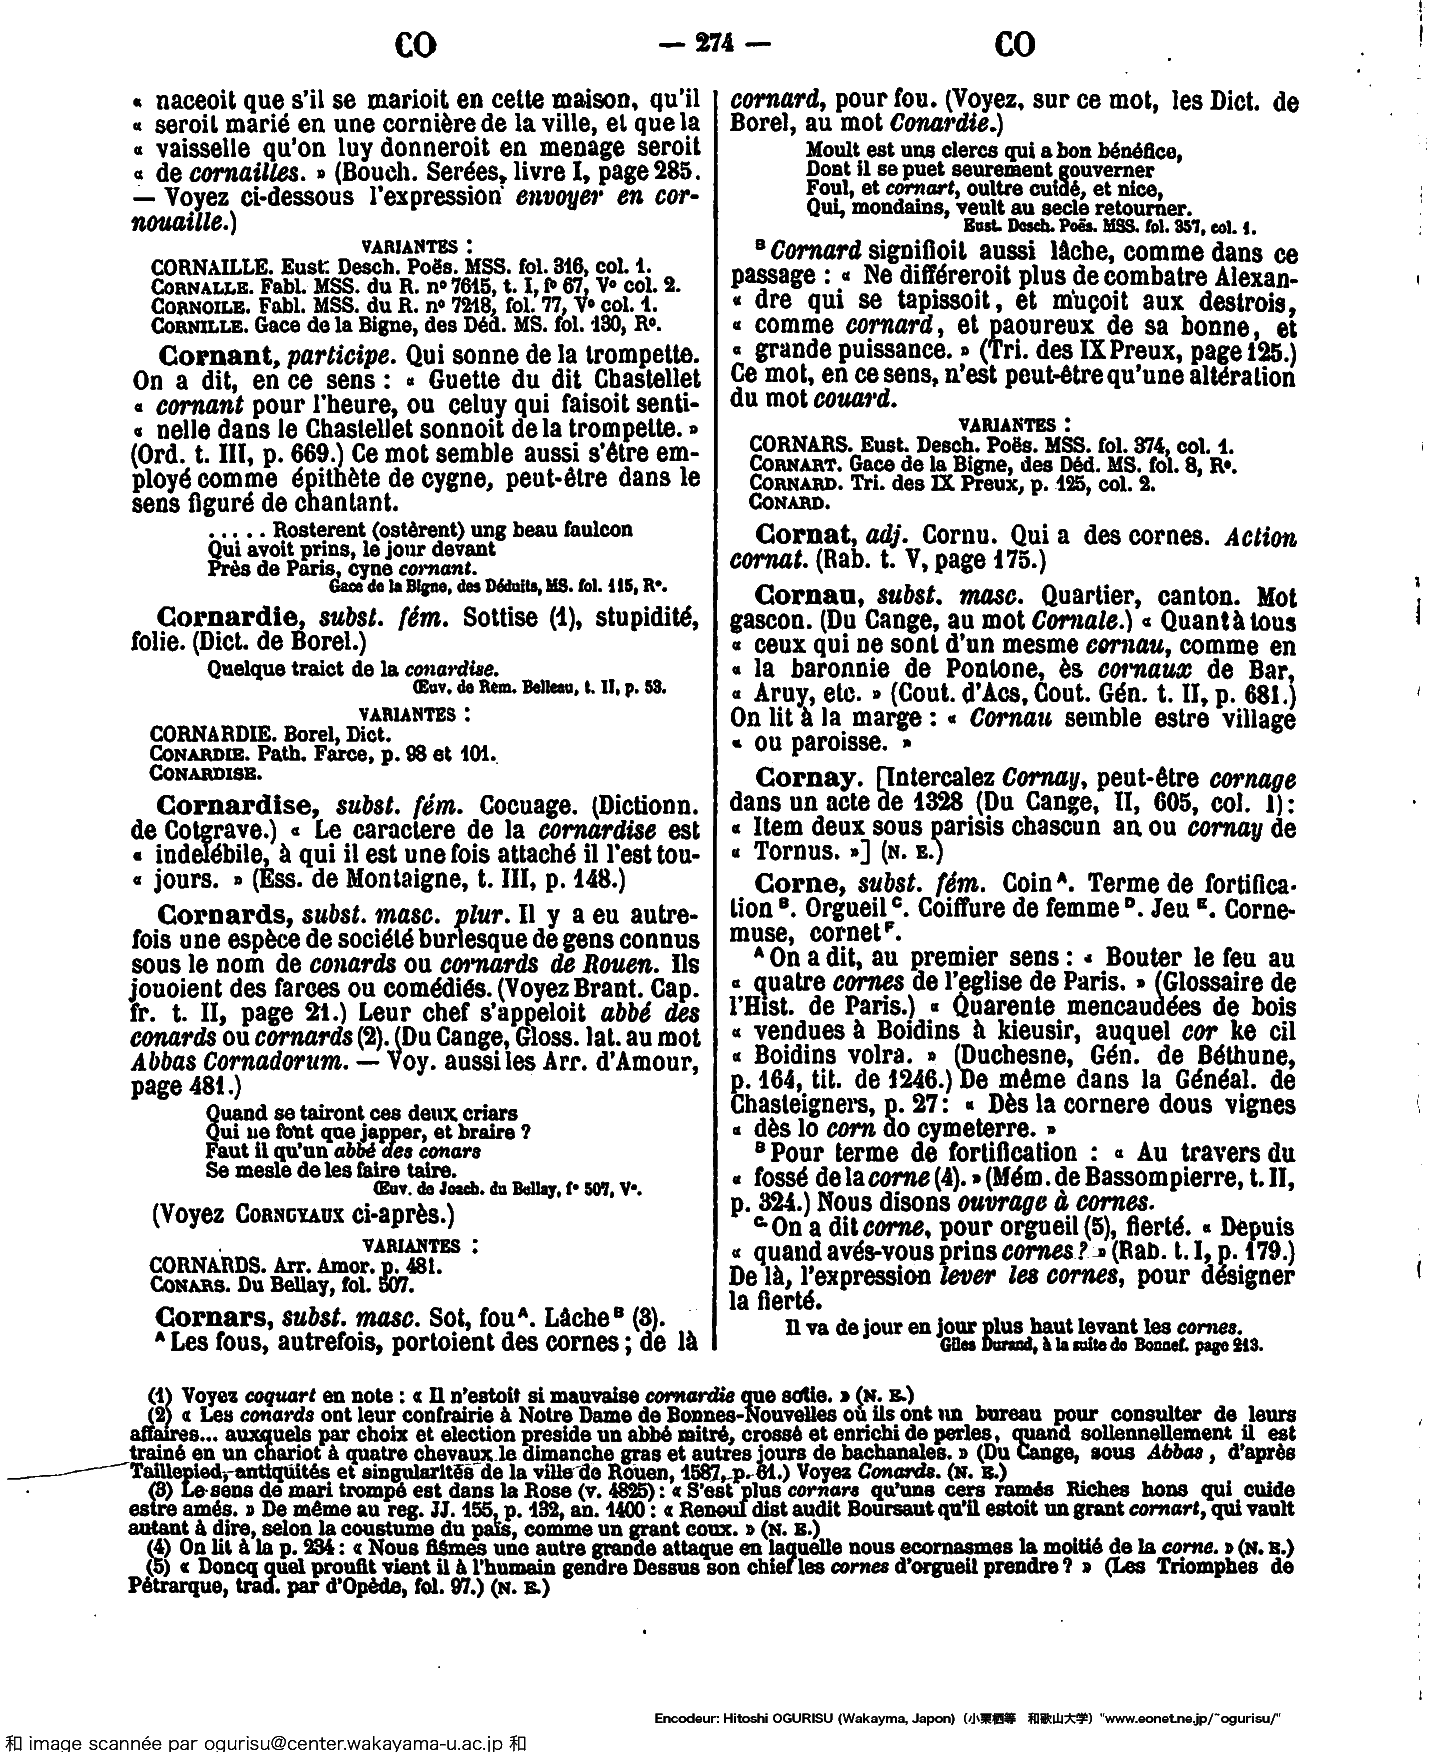 CO — 274 — CO
« naceoit que s'il se marioit en cette maison, qu'il
« seroit marié en une cornière de la ville, et que la
« vaisselle qu'on luy donneroit en menage seroit
« de cornailles. » (Bouch. Serées, livre I, page 285.
— Voyez ci-dessous l'expression envoyer en cor-
nouaille.)
VARIANTES :
CORNAILLE. Eust. Desch. Poës. MSS. fol. 316, col. 1.
CORNALLE. Fabl. MSS. du R. nº 7615, t. I, fº 67, Vº col. 2.
CORNOILE. Fabl. MSS. du R. nº 7218, fol. 77, Vº col. 1.
CORNILLE. Gace de la Bigne, des Déd. MS. fol. 130, Rº.
Cornant, participe. Qui sonne de la trompette.
On a dit, en ce sens : « Guette du dit Chastellet
« cornant pour l'heure, ou celuy qui faisoit senti-
« nelle dans le Chastellet sonnoit de la trompette. »
(Ord. t. III, p. 669.) Ce mot semble aussi s'être em-
ployé comme épithète de cygne, peut-être dans le
sens figuré de chantant.
..... Rosterent (ostèrent) ung beau faulcon
Qui avoit prins, le jour devant
Près de Paris, cyne cornant.
Gace de la Bigne, des Déduits, MS. fol. 115, Rº.
Cornardie, subst. fém. Sottise (1), stupidité,
folie. (Dict. de Borel.)
Quelque traict de la conardise.
Œuv. de Rem. Belleau, t. II, p. 53.
VARIANTES :
CORNARDIE. Borel, Dict.
CONARDIE. Path. Farce, p. 98 et 101.
CONARDISE.
Cornardise, subst. fém. Cocuage. (Dictionn.
de Cotgrave.) « Le caractere de la cornardise est
« indelébile, à qui il est une fois attaché il l'est tou-
« jours. » (Ess. de Montaigne, t. III, p. 148.)
Cornards, subst. masc. plur. Il y a eu autre-
fois une espèce de société burlesque de gens connus
sous le nom de conards ou cornards de Rouen. Ils
jouoient des farces ou comédiés. (Voyez Brant. Cap.
fr. t. II, page 21.) Leur chef s'appeloit abbé des
conards ou cornards (2). (Du Cange, Gloss. lat. au mot
Abbas Cornadorum. — Voy. aussi les Arr. d'Amour,
page 481.)
Quand se tairont ces deux criars
Qui ne font que japper, et braire ?
Faut il qu'un abbé des conars
Se mesle de les faire taire.
Œuv. de Joach. du Bellay, fº 507, Vº.
(Voyez CORNGYAUX ci-après.)
VARIANTES :
CORNARDS. Arr. Amor. p. 481.
CONARS. Du Bellay, fol. 507.
Cornars, subst. masc. Sot, fou A. Lâche B (3).
A Les fous, autrefois, portoient des cornes ; de là
cornard, pour fou. (Voyez, sur ce mot, les Dict. de
Borel, au mot Conardie.)
Moult est uns clercs qui a bon bénéfice,
Dont il se puet seurement gouverner
Foul, et cornart, oultre cuidé, et nice,
Qui, mondains, veult au secle retourner.
Eust. Desch. Poës. MSS. fol. 357, col. 1.
B Cornard signifioit aussi lâche, comme dans ce
passage : « Ne différeroit plus de combatre Alexan-
« dre qui se tapissoit, et muçoit aux destrois,
« comme cornard, et paoureux de sa bonne, et
« grande puissance. » (Tri. des IX Preux, page 125.)
Ce mot, en ce sens, n'est peut-être qu'une altération
du mot couard.
VARIANTES :
CORNARS. Eust. Desch. Poës. MSS. fol. 374, col. 1.
CORNART. Gace de la Bigne, des Déd. MS. fol. 8, Rº.
CORNARD. Tri. des IX Preux, p. 125, col. 2.
CONARD.
Cornat, adj. Cornu. Qui a des cornes. Action
cornat. (Rab. t. V, page 175.)
Cornau, subst. masc. Quartier, canton. Mot
gascon. (Du Cange, au mot Cornale.) « Quant à tous
« ceux qui ne sont d'un mesme cornau, comme en
« la baronnie de Pontone, ès cornaux de Bar,
« Aruy, etc. » (Cout. d'Acs, Cout. Gén. t. II, p. 681.)
On lit à la marge : « Cornau semble estre village
« ou paroisse. »
Cornay. [Intercalez Cornay, peut-être cornage
dans un acte de 1328 (Du Cange, II, 605, col. 1) :
« Item deux sous parisis chascun an ou cornay de
« Tornus. »] (N. E.)
Corne, subst. fém. Coin A. Terme de fortifica-
tion B. Orgueil C. Coiffure de femme D. Jeu E. Corne-
muse, cornet F.
A On a dit, au premier sens : « Bouter le feu au
« quatre cornes de l'eglise de Paris. » (Glossaire de
l'Hist. de Paris.) « Quarente mencaudées de bois
« vendues à Boidins à kieusir, auquel cor ke cil
« Boidins volra. » (Duchesne, Gén. de Béthune,
p. 164, tit. de 1246.) De même dans la Généal. de
Chasteigners, p. 27 : « Dès la cornere dous vignes
« dès lo corn do cymeterre. »
B Pour terme de fortification : « Au travers du
« fossé de la corne (4). » (Mém. de Bassompierre, t. II,
p. 324.) Nous disons ouvrage à cornes.
C On a dit corne, pour orgueil (5), fierté. « Depuis
« quand avés-vous prins cornes ? » (Rab. t. I, p. 179.)
De là, l'expression lever les cornes, pour désigner
la fierté.
Il va de jour en jour plus haut levant les cornes.
Giles Durand, à la suite de Bonnef. page 213.
(1) Voyez coquart en note : « Il n'estoit si mauvaise cornardie que sotie. » (N. E.)
(2) « Les conards ont leur confrairie à Notre Dame de Bonnes-Nouvelles où ils ont un bureau pour consulter de leurs
affaires... auxquels par choix et election preside un abbé mitré, crossé et enrichi de perles, quand sollennellement il est
trainé en un chariot à quatre chevaux le dimanche gras et autres jours de bachanales. » (Du Cange, sous Abbas, d'après
Taillepied, antiquités et singularités de la ville de Rouen, 1587, p. 61.) Voyez Conards. (N. E.)
(3) Le sens de mari trompé est dans la Rose (v. 4825) : « S'est plus cornars qu'uns cers ramés Riches hons qui cuide
estre amés. » De même au reg. JJ. 155, p. 132, an. 1400 : « Renoul dist audit Boursaut qu'il estoit un grant cornart, qui vault
autant à dire, selon la coustume du païs, comme un grant coux. » (N. E.)
(4) On lit à la p. 234 : « Nous fismes une autre grande attaque en laquelle nous ecornasmes la moitié de la corne. » (N. E.)
(5) « Doncq quel proufit vient il à l'humain gendre Dessus son chief les cornes d'orgueil prendre ? » (Les Triomphes de
Pétrarque, trad. par d'Opède, fol. 97.) (N. E.)
Encodeur: Hitoshi OGURISU (Wakayma, Japon) (小栗栖等 和歌山大学) "www.eonet.ne.jp/~ogurisu/"
和 image scannée par ogurisu@center.wakayama-u.ac.jp 和